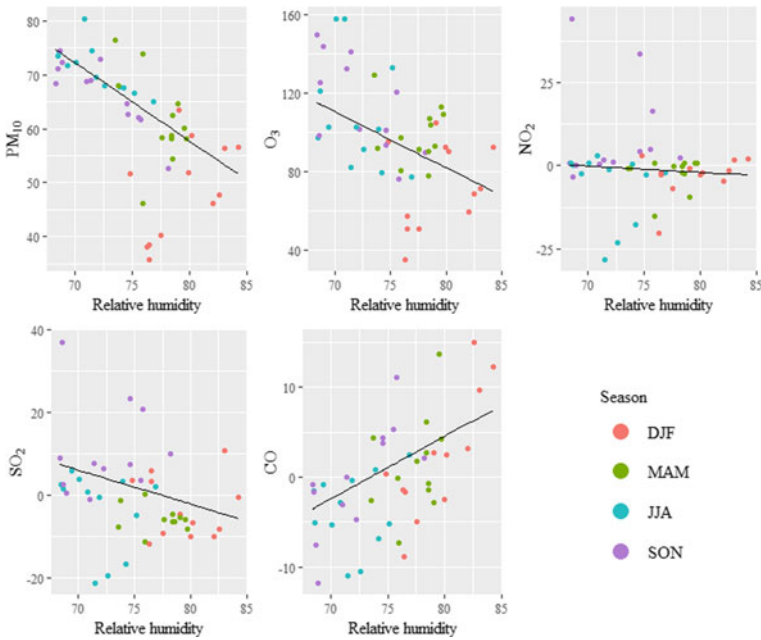 PM10
80
70
60
50
40
70 75 80 85
Relative humidity
O3
160
120
80
40
70 75 80 85
Relative humidity
NO2
25
0
-25
70 75 80 85
Relative humidity
SO2
40
20
0
-20
70 75 80 85
Relative humidity
CO
10
0
-10
70 75 80 85
Relative humidity
Season
DJF
MAM
JJA
SON